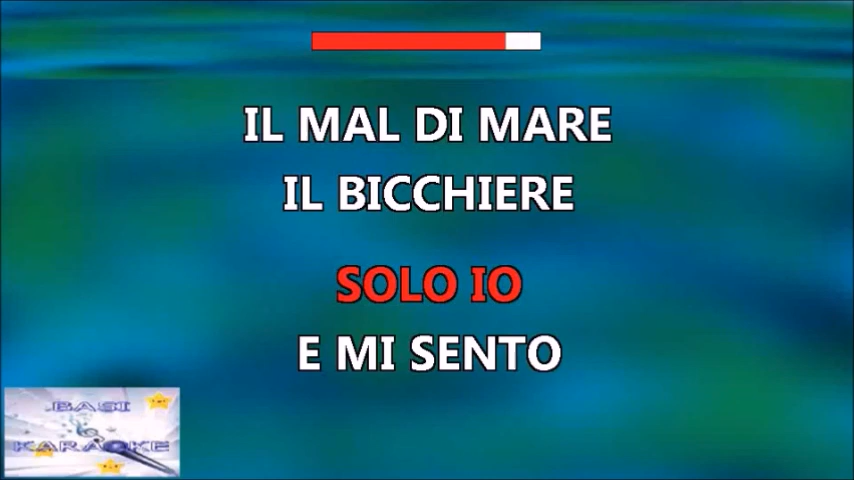 IL MAL DI MARE
IL BICCHIERE
SOLO IO
E MI SENTO
BASI
KARAOKE